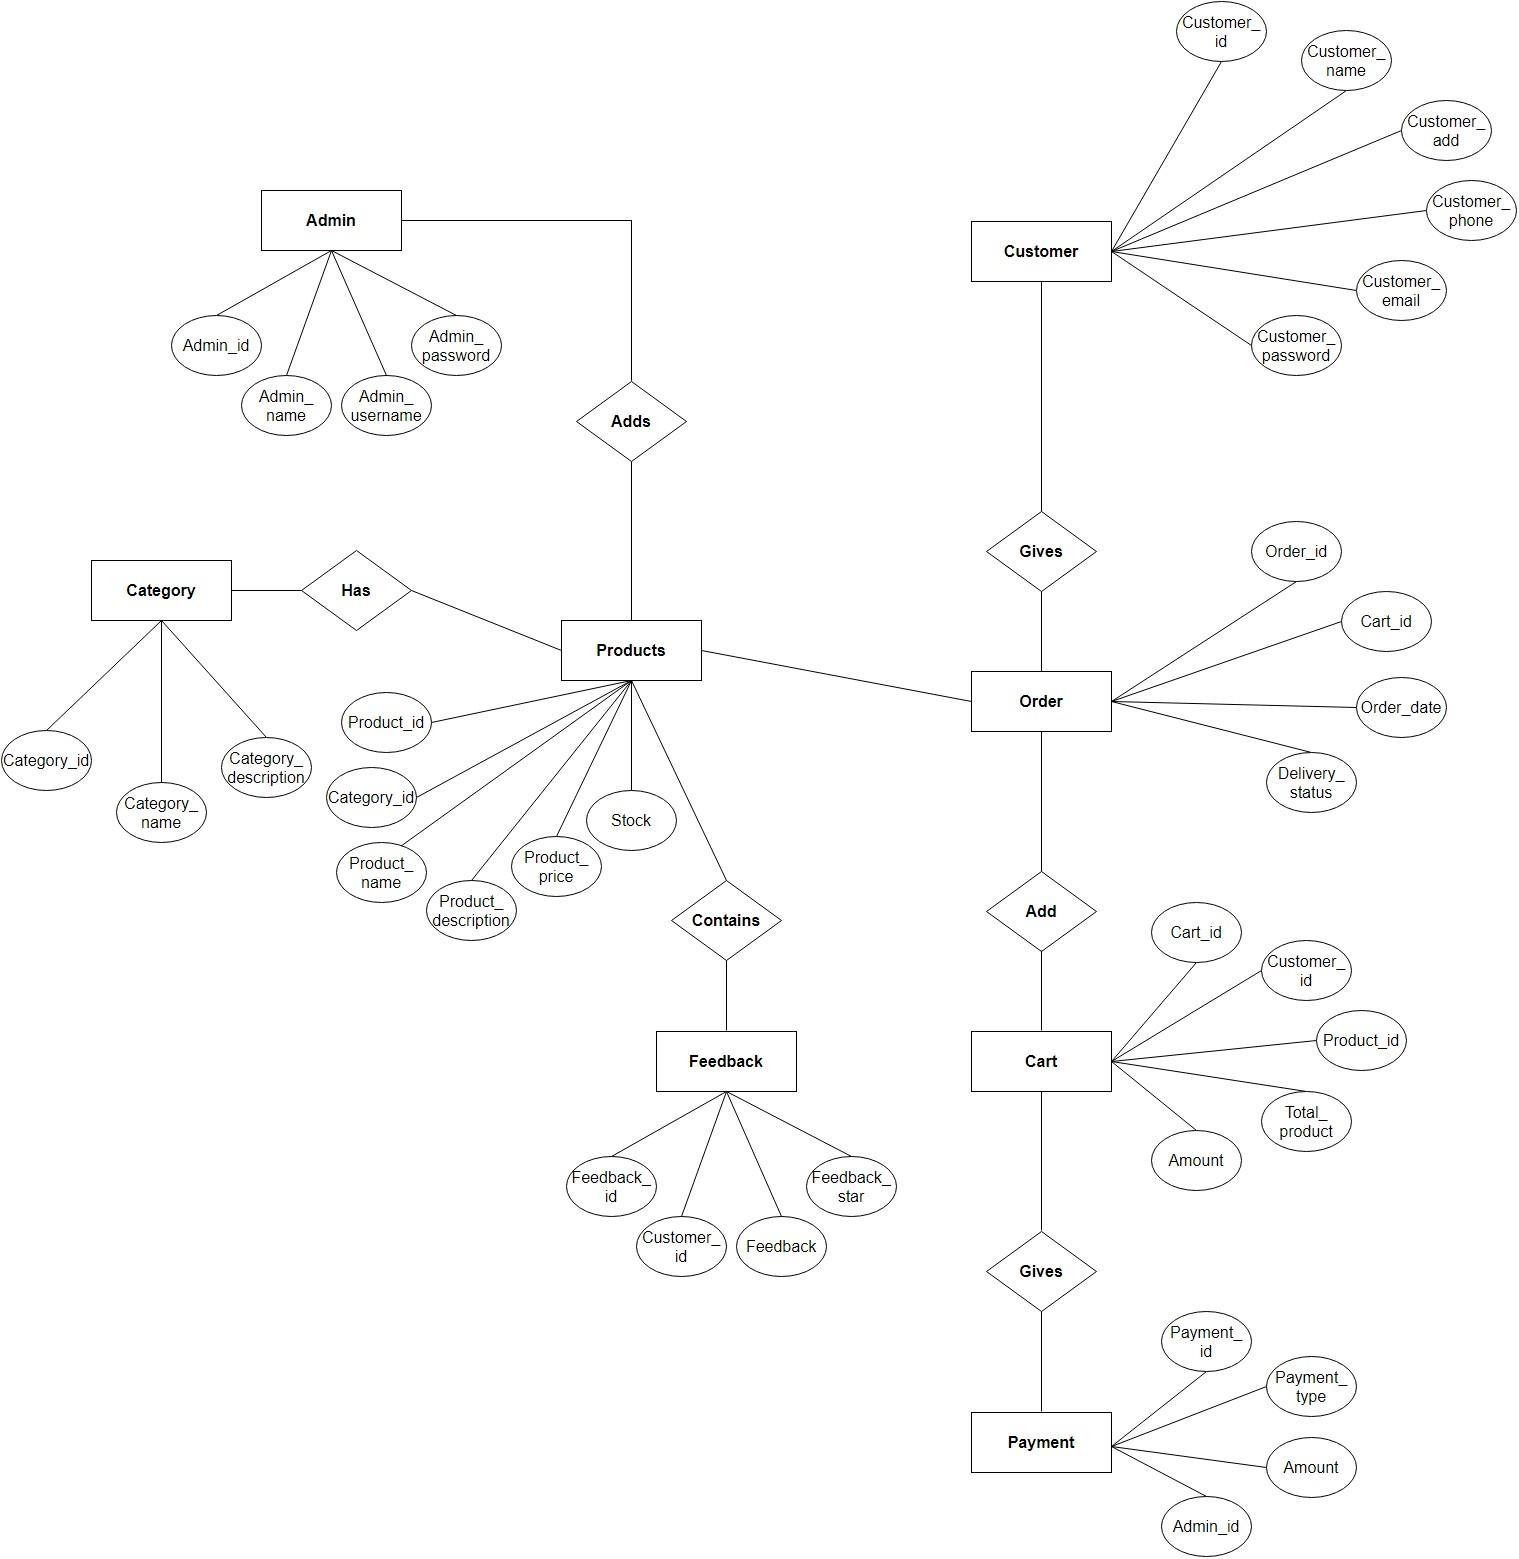 Customer_
id
Customer_
name
Customer_
add
Customer_
phone
Customer
Customer_
email
Customer_
password
Admin
Admin_id
Admin_
password
Admin_
name
Admin_
username
Adds
Gives
Order_id
Category
Has
Cart_id
Products
Order
Order_date
Product_id
Category_id
Category_
description
Category_
name
Category_id
Product_
name
Product_
description
Product_
price
Stock
Delivery_
status
Contains
Add
Cart_id
Customer_
id
Feedback
Cart
Product_id
Total_
product
Amount
Feedback_
id
Customer_
id
Feedback
Feedback_
star
Gives
Payment_
id
Payment_
type
Payment
Amount
Admin_id